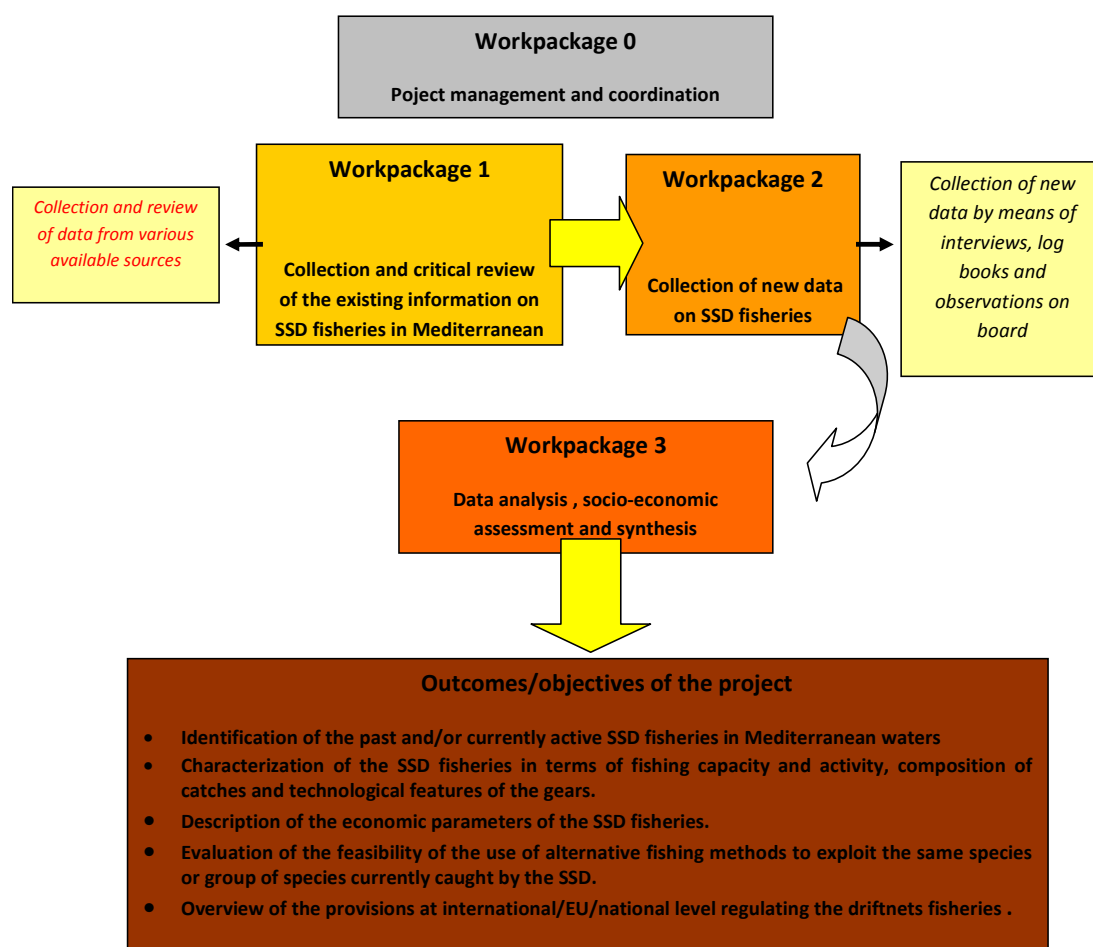 Workpackage 0
Poject management and coordination
Workpackage 1
Collection and critical review
of the existing information on
SSD fisheries in Mediterranean
Workpackage 2
Collection of new data
on SSD fisheries
Collection and review
of data from various
available sources
Collection of new
data by means of
interviews, log
books and
observations on
board
Workpackage 3
Data analysis , socio-economic
assessment and synthesis
Outcomes/objectives of the project
• Identification of the past and/or currently active SSD fisheries in Mediterranean waters
• Characterization of the SSD fisheries in terms of fishing capacity and activity, composition of
catches and technological features of the gears.
• Description of the economic parameters of the SSD fisheries.
• Evaluation of the feasibility of the use of alternative fishing methods to exploit the same species
or group of species currently caught by the SSD.
• Overview of the provisions at international/EU/national level regulating the driftnets fisheries .